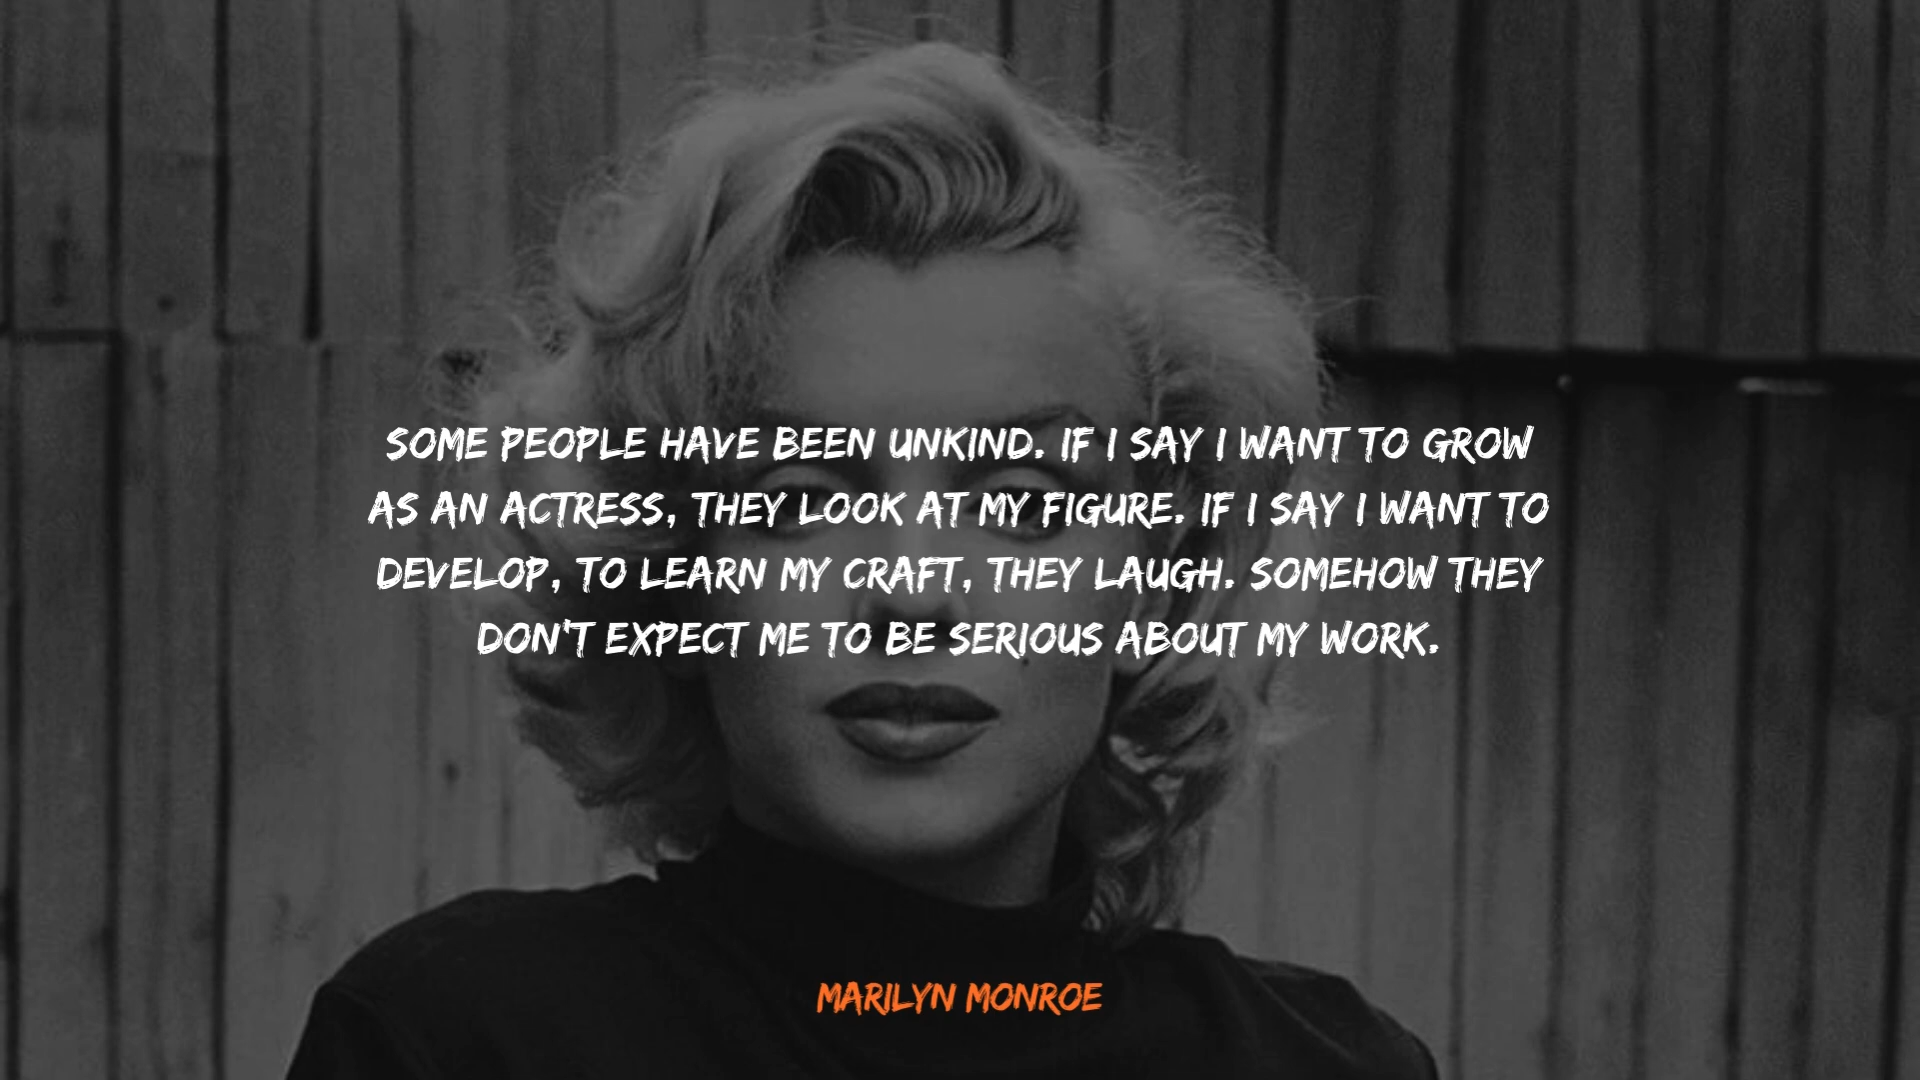 SOME PEOPLE HAVE BEEN UNKIND. IF I SAY I WANT TO GROW
AS AN ACTRESS, THEY LOOK AT MY FIGURE. IF I SAY I WANT TO
DEVELOP, TO LEARN MY CRAFT, THEY LAUGH. SOMEHOW THEY
DON'T EXPECT ME TO BE SERIOUS ABOUT MY WORK.
MARILYN MONROE